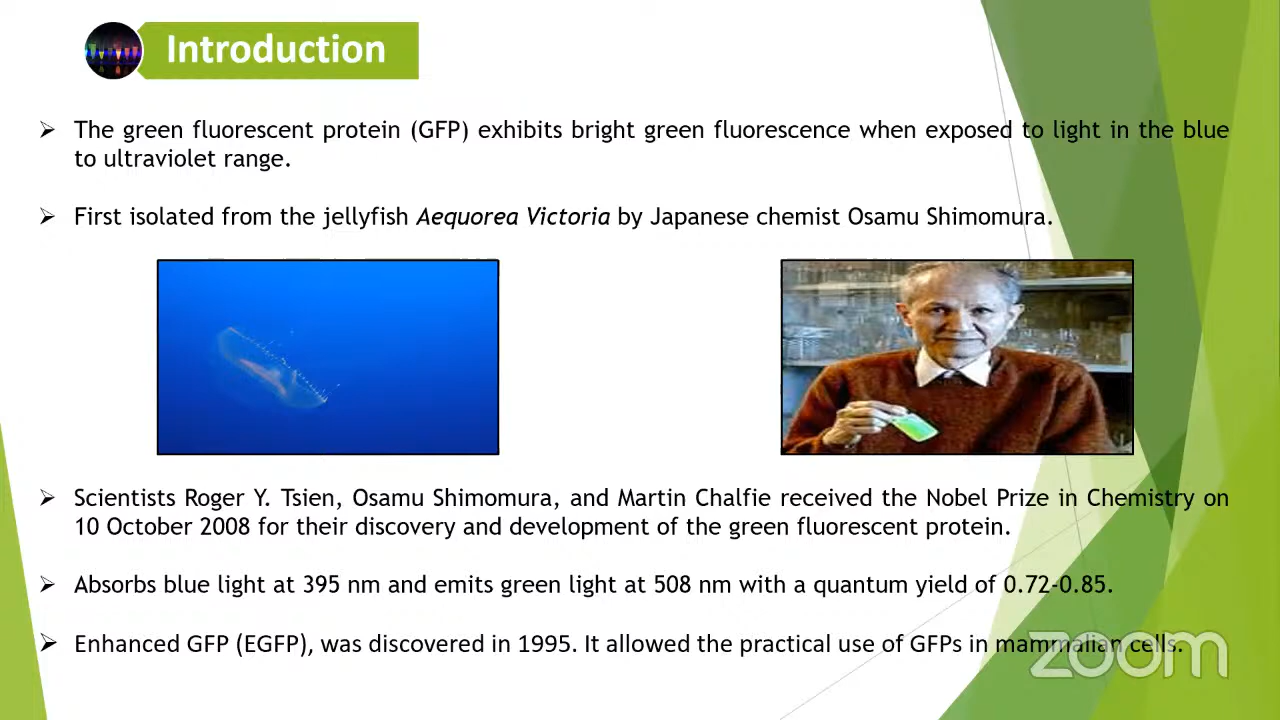 Introduction
The green fluorescent protein (GFP) exhibits bright green fluorescence when exposed to light in the blue
to ultraviolet range.
First isolated from the jellyfish Aequorea Victoria by Japanese chemist Osamu Shimomura.
Scientists Roger Y. Tsien, Osamu Shimomura, and Martin Chalfie received the Nobel Prize in Chemistry on
10 October 2008 for their discovery and development of the green fluorescent protein.
Absorbs blue light at 395 nm and emits green light at 508 nm with a quantum yield of 0.72-0.85.
Enhanced GFP (EGFP), was discovered in 1995. It allowed the practical use of GFPs in mammalian cells.
zoom